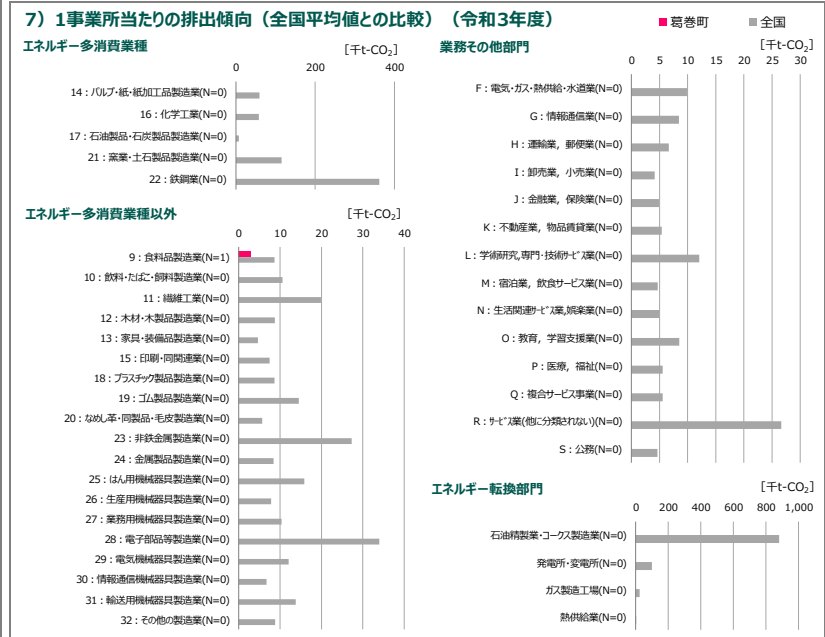 7）1事業所当たりの排出傾向（全国平均値との比較）（令和3年度）
■葛巻町 ■全国
エネルギー多消費業種
［千t-CO₂］
0 200 400
14：パルプ・紙・紙加工品製造業(N=0)
16：化学工業(N=0)
17：石油製品・石炭製品製造業(N=0)
21：窯業・土石製品製造業(N=0)
22：鉄鋼業(N=0)
エネルギー多消費業種以外
［千t-CO₂］
0 10 20 30 40
9：食料品製造業(N=1)
10：飲料・たばこ・飼料製造業(N=0)
11：繊維工業(N=0)
12：木材・木製品製造業(N=0)
13：家具・装備品製造業(N=0)
15：印刷・同関連業(N=0)
18：プラスチック製品製造業(N=0)
19：ゴム製品製造業(N=0)
20：なめし革・同製品・毛皮製造業(N=0)
23：非鉄金属製造業(N=0)
24：金属製品製造業(N=0)
25：はん用機械器具製造業(N=0)
26：生産用機械器具製造業(N=0)
27：業務用機械器具製造業(N=0)
28：電子部品等製造業(N=0)
29：電気機械器具製造業(N=0)
30：情報通信機械器具製造業(N=0)
31：輸送用機械器具製造業(N=0)
32：その他の製造業(N=0)
業務その他部門
［千t-CO₂］
0 5 10 15 20 25 30
F：電気・ガス・熱供給・水道業(N=0)
G：情報通信業(N=0)
H：運輸業，郵便業(N=0)
I：卸売業，小売業(N=0)
J：金融業，保険業(N=0)
K：不動産業，物品賃貸業(N=0)
L：学術研究,専門・技術サービス業(N=0)
M：宿泊業，飲食サービス業(N=0)
N：生活関連サービス業,娯楽業(N=0)
O：教育，学習支援業(N=0)
P：医療，福祉(N=0)
Q：複合サービス事業(N=0)
R：サービス業(他に分類されない)(N=0)
S：公務(N=0)
エネルギー転換部門
［千t-CO₂］
0 200 400 600 800 1,000
石油精製業・コークス製造業(N=0)
発電所・変電所(N=0)
ガス製造工場(N=0)
熱供給業(N=0)